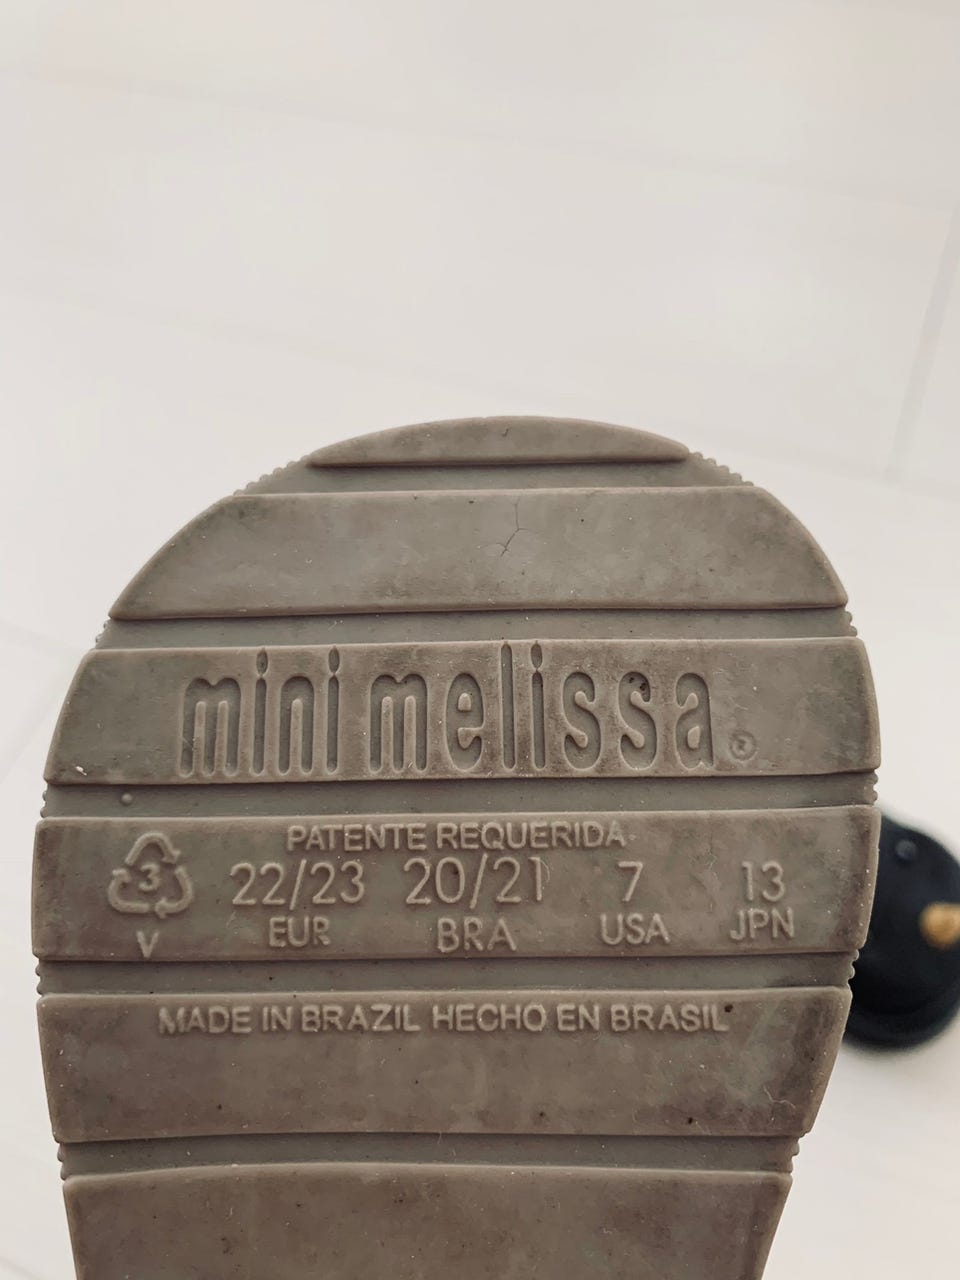 mini melissa ®
PATENTE REQUERIDA
3 22/23 20/21 7 13
V EUR BRA USA JPN
MADE IN BRAZIL HECHO EN BRASIL